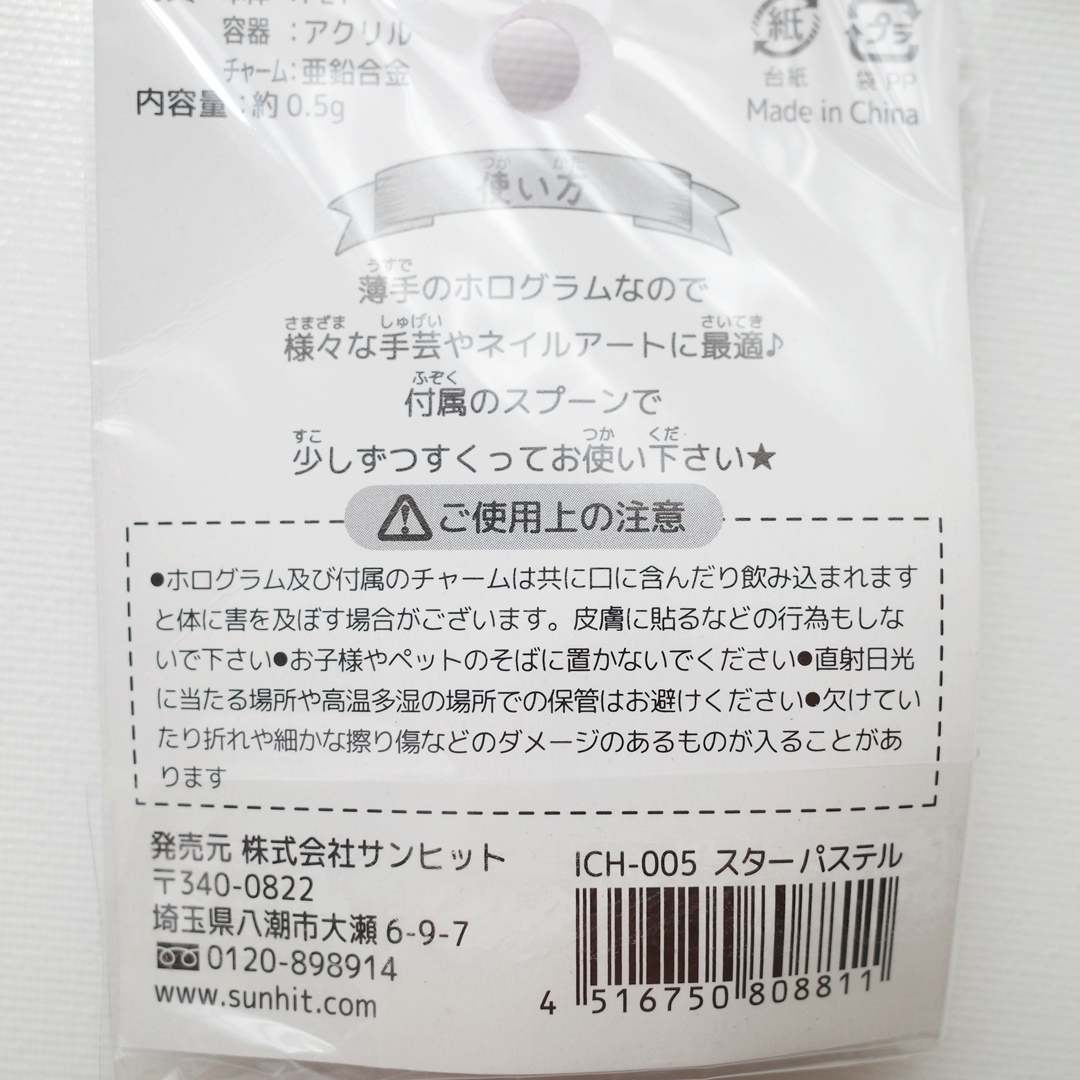 容器 : アクリル
チャーム : 亜鉛合金
内容量 : 約 0.5g
紙
台紙
プラ
袋 PP
Made in China
つか かた
使い方
うすで
薄手のホログラムなので
さまざま しゅげい さいてき
様々な手芸やネイルアートに最適♪
ふぞく
付属のスプーンで
すこ つか くだ
少しずつすくってお使い下さい★
ご使用上の注意
●ホログラム及び付属のチャームは共に口に含んだり飲み込まれます
と体に害を及ぼす場合がございます。皮膚に貼るなどの行為もしな
いで下さい●お子様やペットのそばに置かないでください●直射日光
に当たる場所や高温多湿の場所での保管はお避けください●欠けてい
たり折れや細かな擦り傷などのダメージのあるものが入ることがあ
ります
発売元 株式会社サンヒット
〒340-0822
埼玉県八潮市大瀬 6-9-7
0120-898914
www.sunhit.com
ICH-005 スターパステル
4 516750 808811